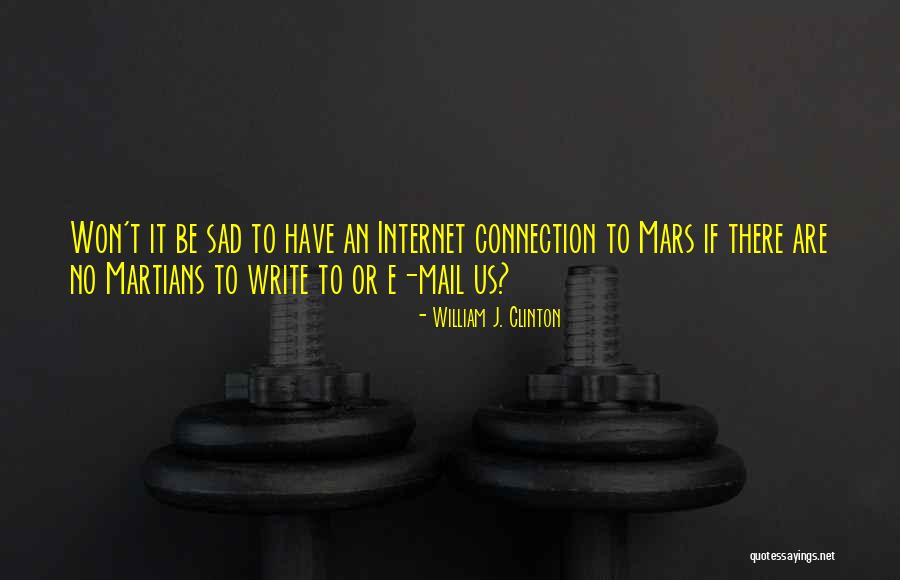 Won't it be sad to have an Internet connection to Mars if there are
no Martians to write to or e-mail us?
- William J. Clinton
quotessayings.net